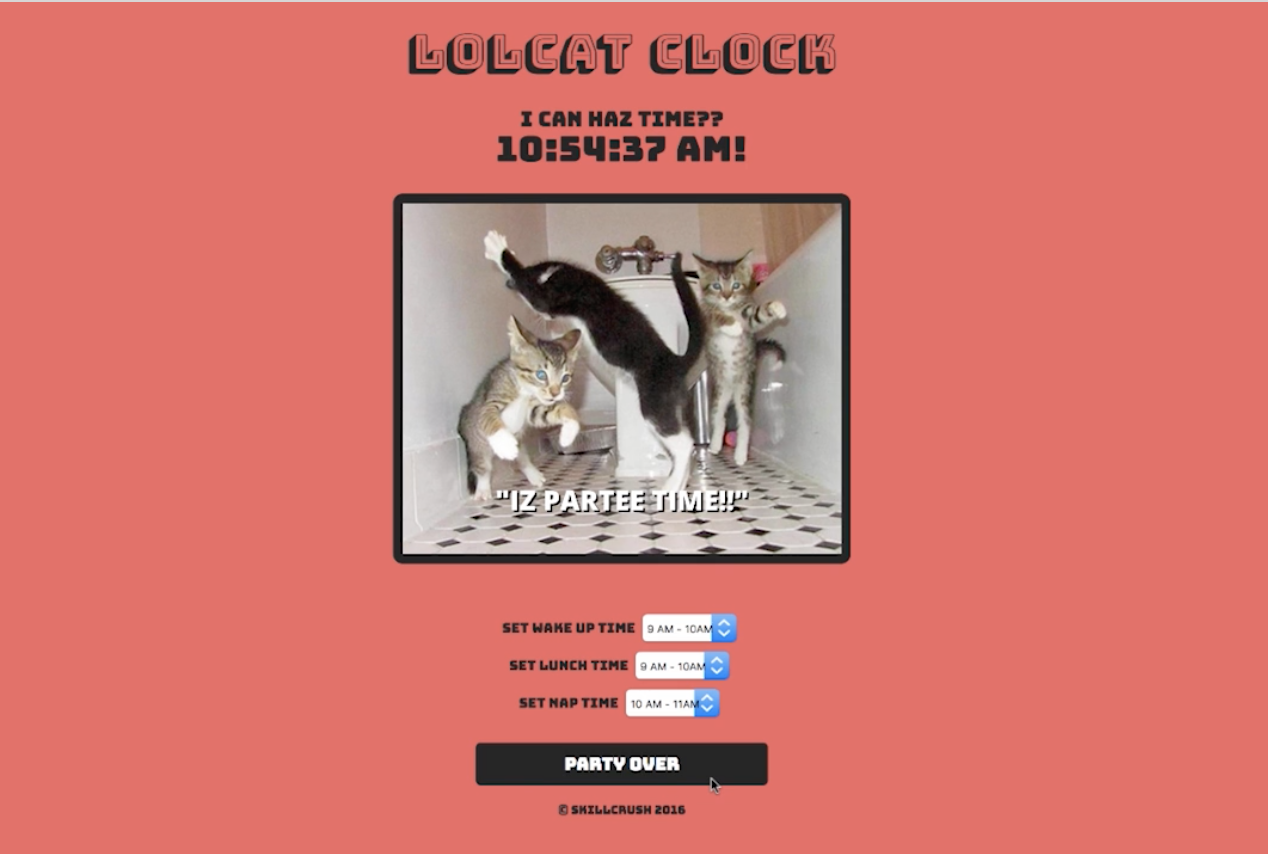 LOLCAT CLOCK
I CAN HAZ TIME??
10:54:37 AM!
"IZ PARTEE TIME!!"
SET WAKE UP TIME 9 AM - 10AM
SET LUNCH TIME 9 AM - 10AM
SET NAP TIME 10 AM - 11AM
PARTY OVER
© SKILLCRUSH 2016